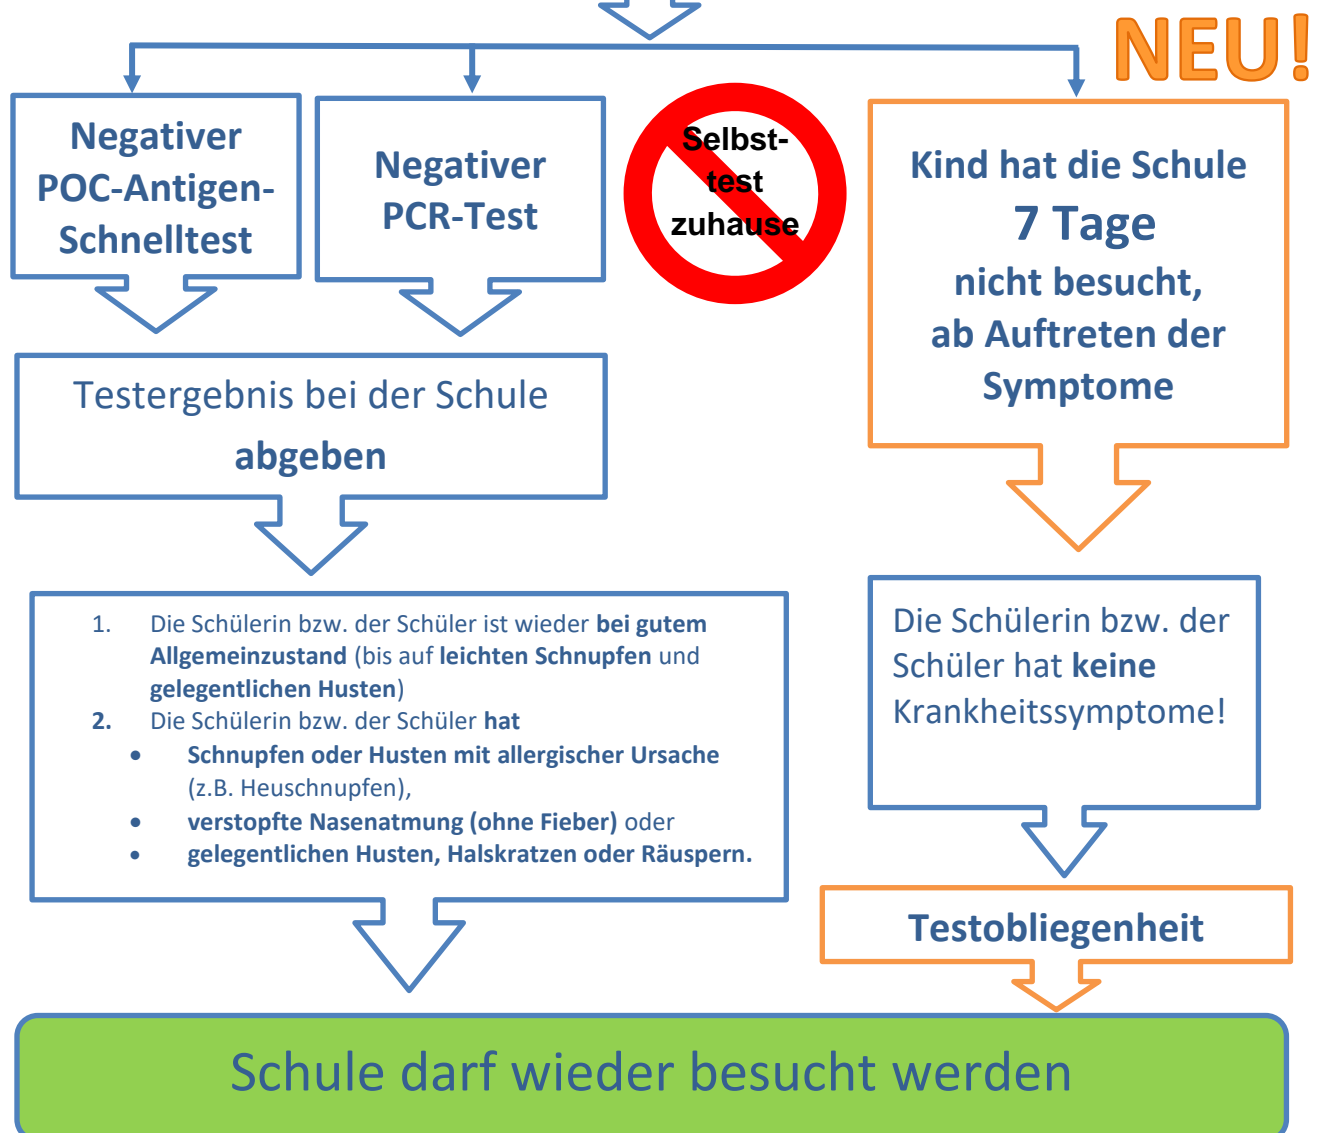 NEU!
Negativer
POC-Antigen-
Schnelltest
Negativer
PCR-Test
Selbst-
test
zuhause
Kind hat die Schule
7 Tage
nicht besucht,
ab Auftreten der
Symptome
Testergebnis bei der Schule
abgeben
1. Die Schülerin bzw. der Schüler ist wieder bei gutem
Allgemeinzustand (bis auf leichten Schnupfen und
gelegentlichen Husten)
2. Die Schülerin bzw. der Schüler hat
• Schnupfen oder Husten mit allergischer Ursache
(z.B. Heuschnupfen),
• verstopfte Nasenatmung (ohne Fieber) oder
• gelegentlichen Husten, Halskratzen oder Räuspern.
Die Schülerin bzw. der
Schüler hat keine
Krankheitssymptome!
Testobliegenheit
Schule darf wieder besucht werden